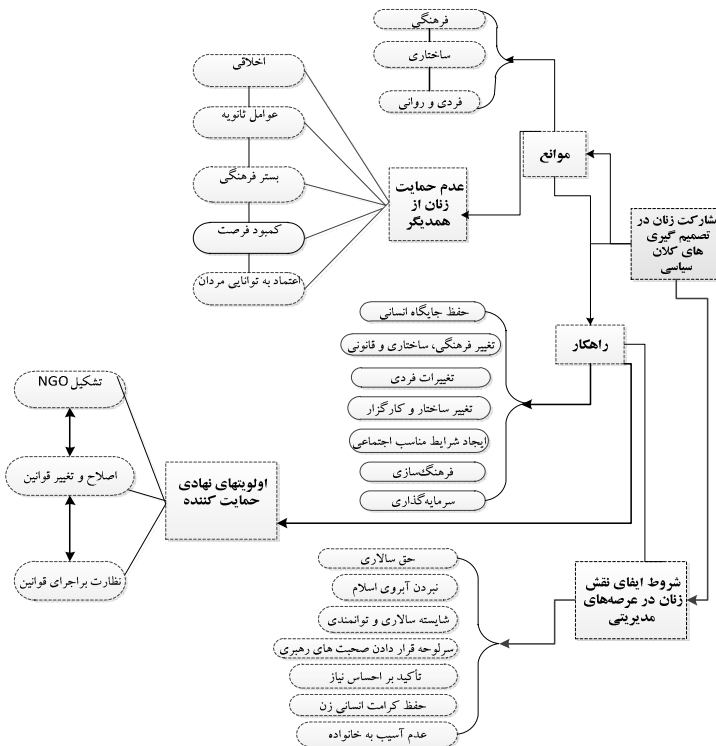 مشارکت زنان در
تصمیم گیری
های کلان
سیاسی
موانع
فرهنگی
ساختاری
فردی و روانی
عدم حمایت
زنان از
همدیگر
اخلاقی
عوامل ثانویه
بستر فرهنگی
کمبود فرصت
اعتماد به توانایی مردان
راهکار
حفظ جایگاه انسانی
تغییر فرهنگی، ساختاری و قانونی
تغییرات فردی
تغییر ساختار و کارگزار
ایجاد شرایط مناسب اجتماعی
فرهنگ‌سازی
سرمایه‌گذاری
اولویتهای نهادی
حمایت کننده
تشکیل NGO
اصلاح و تغییر قوانین
نظارت براجرای قوانین
شروط ایفای نقش
زنان در عرصه‌های
مدیریتی
حق سالاری
نبردن آبروی اسلام
شایسته سالاری و توانمندی
سرلوحه قرار دادن صحبت های رهبری
تأکید بر احساس نیاز
حفظ کرامت انسانی زن
عدم آسیب به خانواده